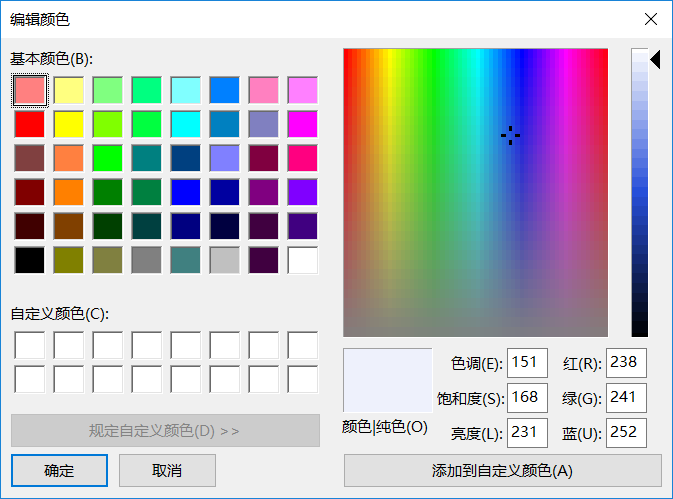 编辑颜色
基本颜色(B):
自定义颜色(C):
规定自定义颜色(D) >>
确定
取消
颜色|纯色(O)
色调(E): 151
红(R): 238
饱和度(S): 168
绿(G): 241
亮度(L): 231
蓝(U): 252
添加到自定义颜色(A)